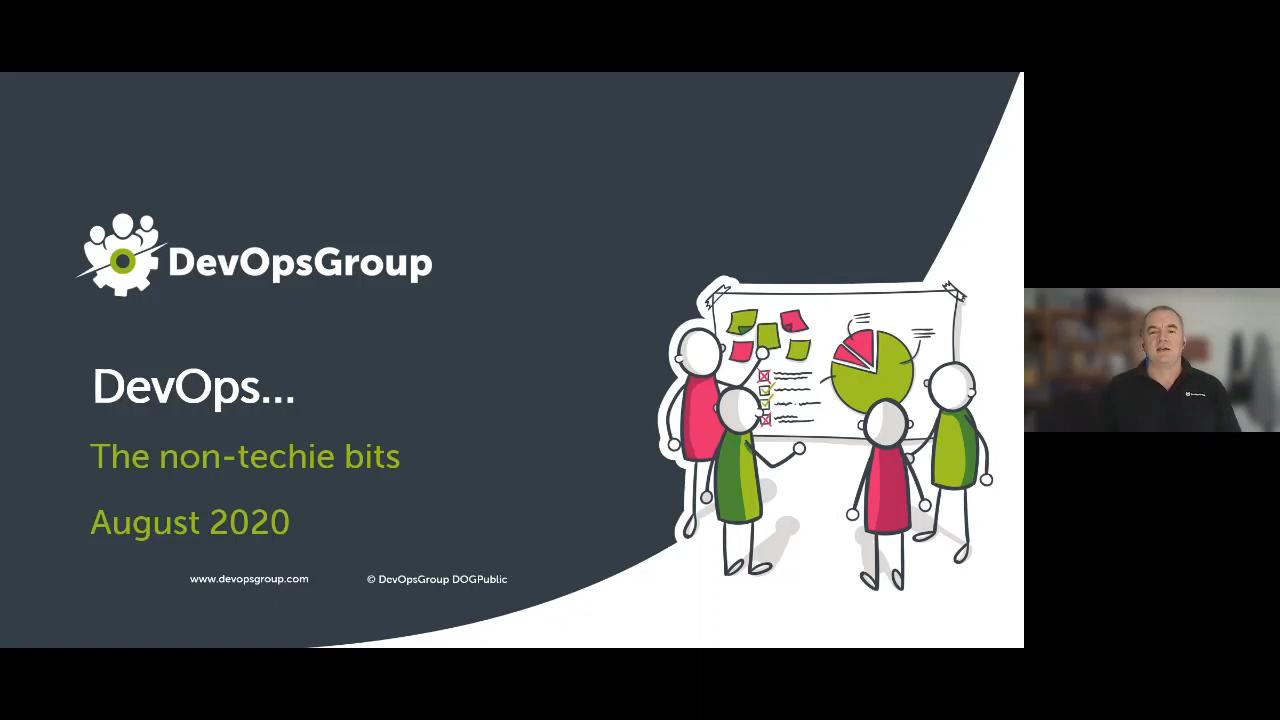 DevOpsGroup
DevOps...
The non-techie bits
August 2020
www.devopsgroup.com © DevOpsGroup DOGPublic